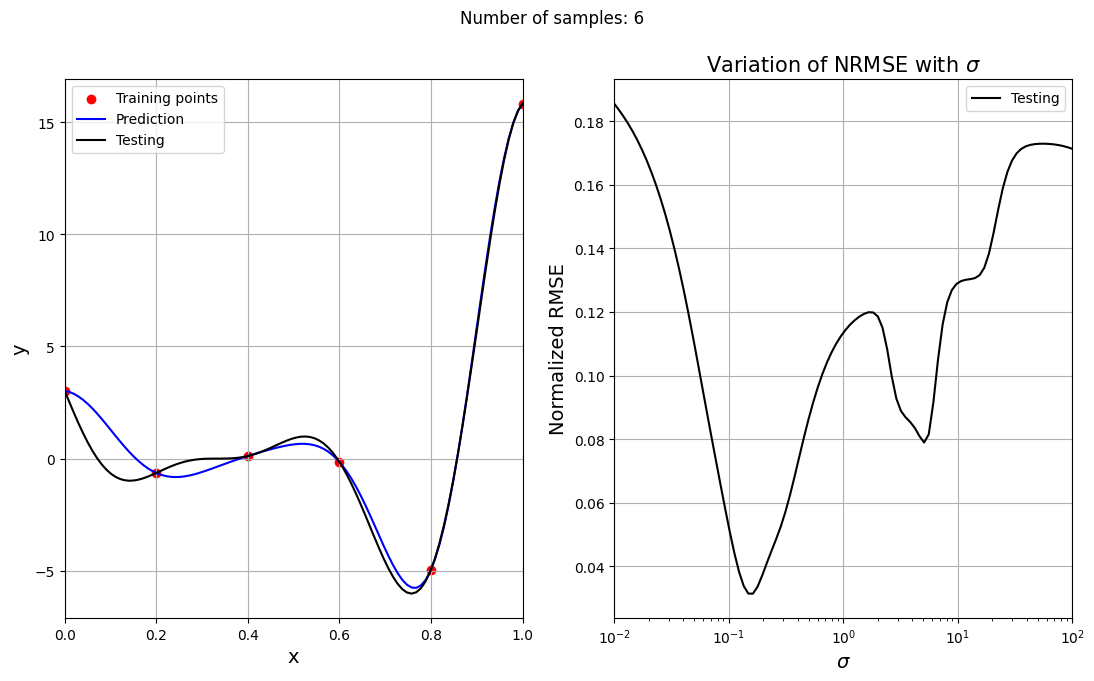 Number of samples: 6
Training points
Prediction
Testing
y
15
10
5
0
−5
0.0 0.2 0.4 0.6 0.8 1.0
x
Variation of NRMSE with σ
Testing
Normalized RMSE
0.18
0.16
0.14
0.12
0.10
0.08
0.06
0.04
10⁻² 10⁻¹ 10⁰ 10¹ 10²
σ